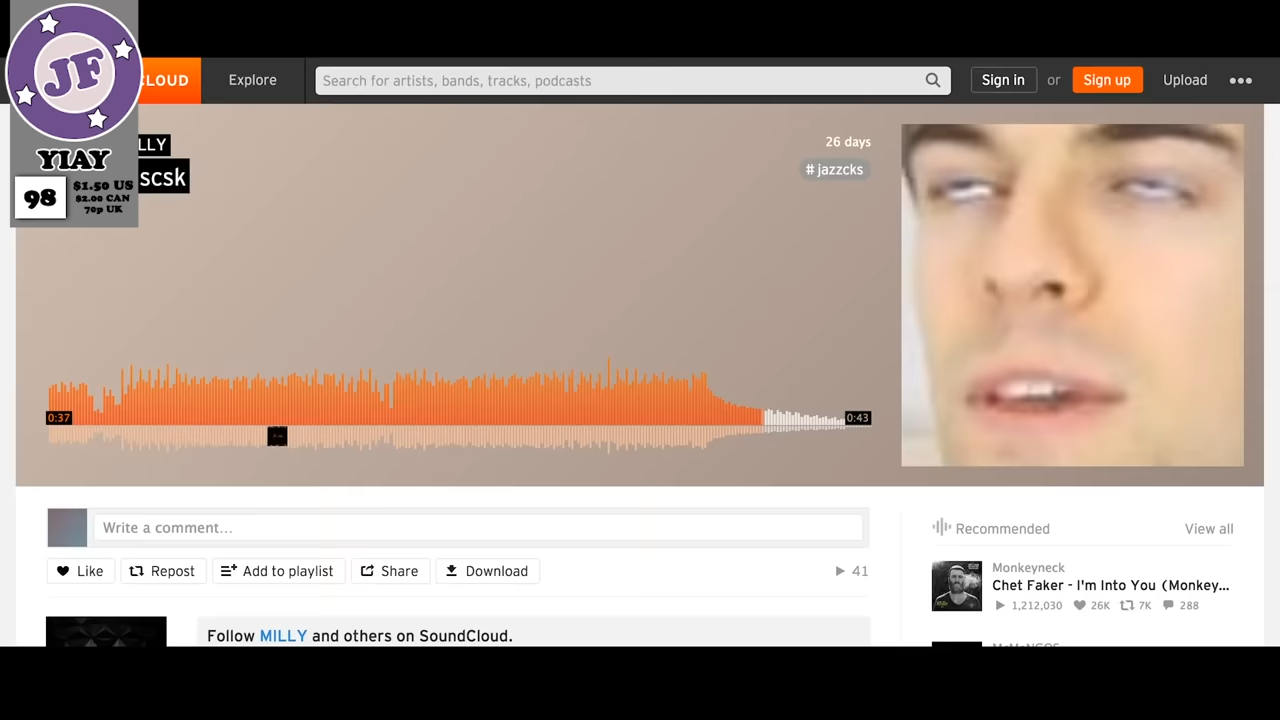 JF
YIAY
98
$1.50 US
$2.00 CAN
70p UK
CLOUD
Explore
Search for artists, bands, tracks, podcasts
Sign in
or
Sign up
Upload
LLY
scsk
26 days
# jazzcks
0:37
0:43
Write a comment...
Like
Repost
Add to playlist
Share
Download
41
Follow MILLY and others on SoundCloud.
Recommended
View all
Monkeyneck
Chet Faker - I'm Into You (Monkey...
1,212,030 26K 7K 288